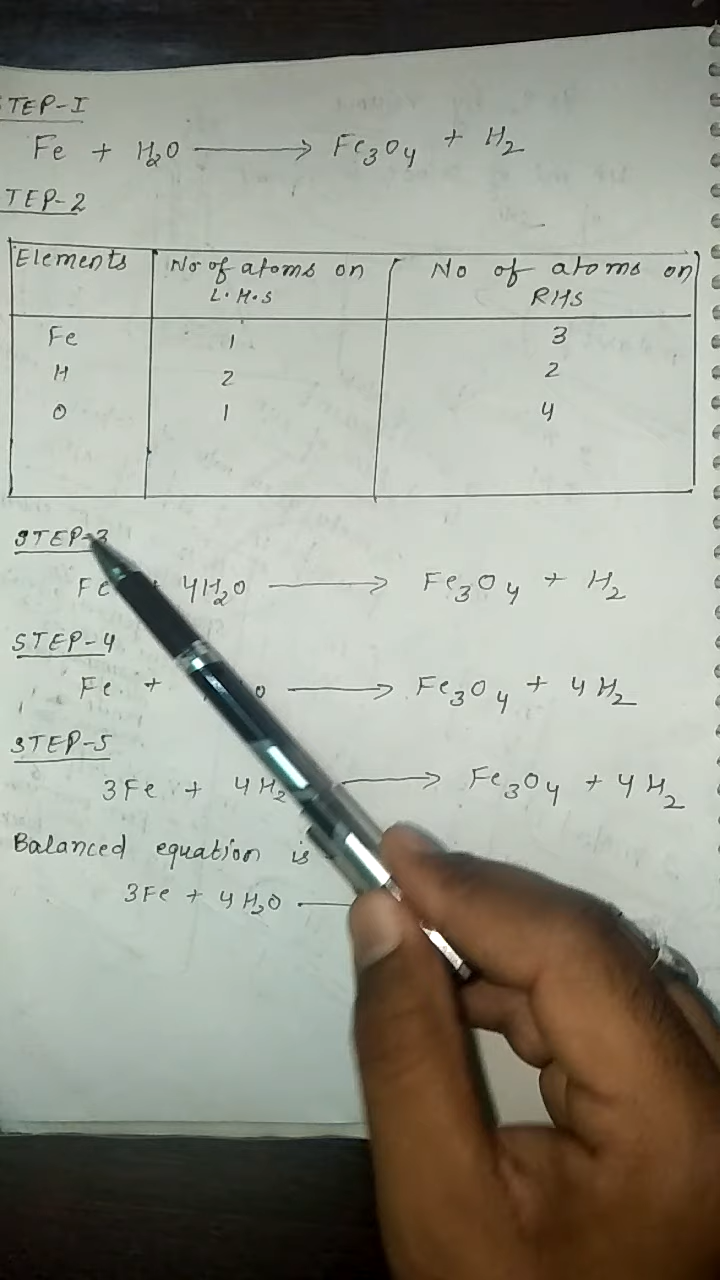 TEP-I
Fe + H2O ⟶ Fe3O4 + H2
TEP-2
Elements No of atoms on L.H.S No of atoms on RHS
Fe 1 3
H 2 2
O 1 4
STEP-3
Fe + 4H2O ⟶ Fe3O4 + H2
STEP-4
Fe + O ⟶ Fe3O4 + 4H2
STEP-5
3Fe + 4H2 ⟶ Fe3O4 + 4H2
Balanced equation is
3Fe + 4H2O ⟶